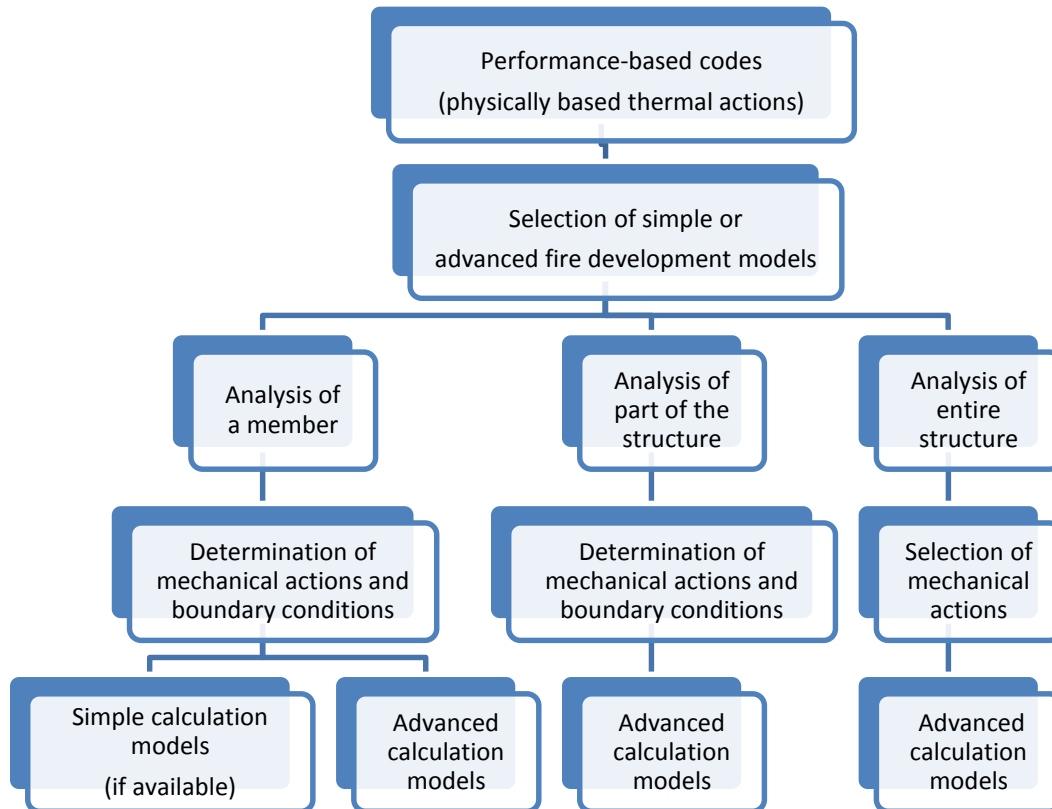 Performance-based codes
(physically based thermal actions)
Selection of simple or
advanced fire development models
Analysis of
a member
Analysis of
part of the
structure
Analysis of
entire
structure
Determination of
mechanical actions and
boundary conditions
Determination of
mechanical actions and
boundary conditions
Selection of
mechanical
actions
Simple calculation
models
(if available)
Advanced
calculation
models
Advanced
calculation
models
Advanced
calculation
models